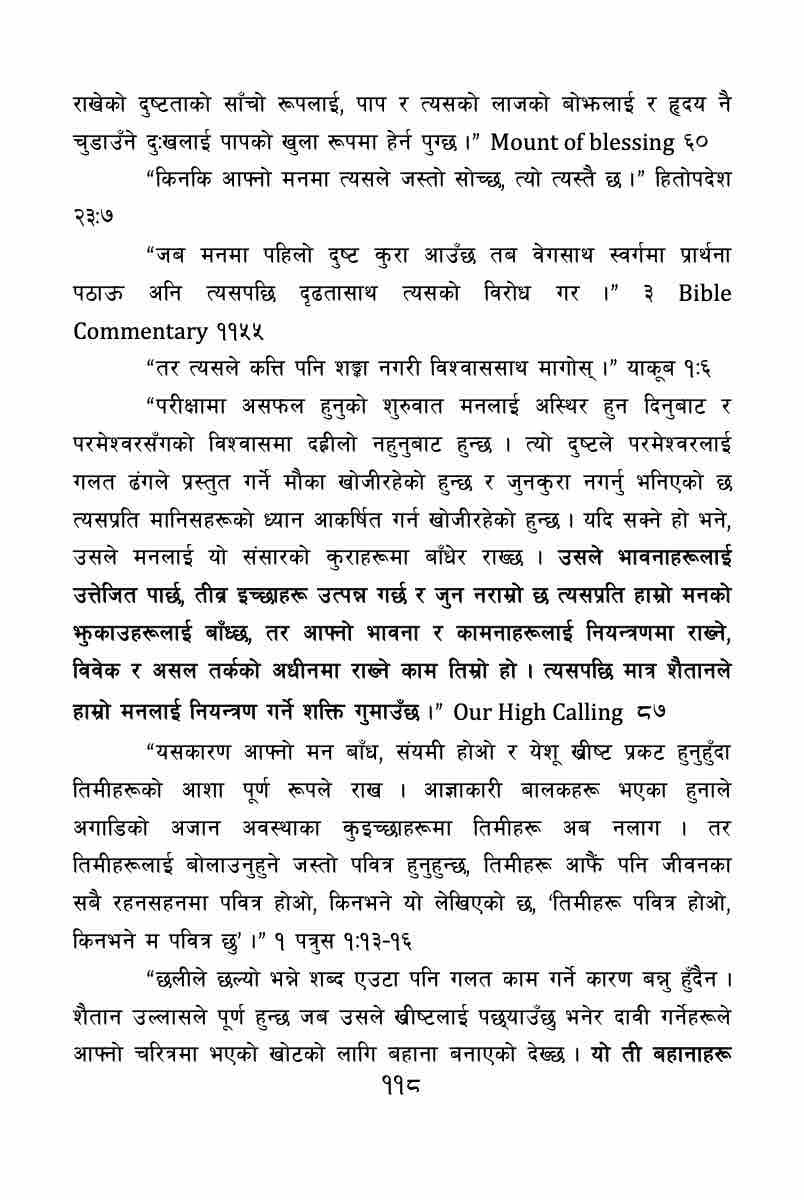 राखेको दुष्टताको साँचो रूपलाई, पाप र त्यसको लाजको बोझलाई र हृदय नै
चुडाउँने दुःखलाई पापको खुला रूपमा हेर्न पुग्छ ।” Mount of blessing ६०
“किनकि आफ्नो मनमा त्यसले जस्तो सोच्छ, त्यो त्यस्तै छ ।” हितोपदेश
२३:७
“जब मनमा पहिलो दुष्ट कुरा आउँछ तब वेगसाथ स्वर्गमा प्रार्थना
पठाऊ अनि त्यसपछि दृढतासाथ त्यसको विरोध गर ।” ३ Bible
Commentary ११५५
“तर त्यसले कत्ति पनि शङ्का नगरी विश्वाससाथ मागोस् ।” याकूब १:६
“परीक्षामा असफल हुनुको शुरुवात मनलाई अस्थिर हुन दिनुबाट र
परमेश्वरसँगको विश्वासमा दह्रीलो नहुनुबाट हुन्छ । त्यो दुष्टले परमेश्वरलाई
गलत ढंगले प्रस्तुत गर्ने मौका खोजीरहेको हुन्छ र जुनकुरा नगर्नु भनिएको छ
त्यसप्रति मानिसहरूको ध्यान आकर्षित गर्न खोजीरहेको हुन्छ । यदि सक्ने हो भने,
उसले मनलाई यो संसारको कुराहरूमा बाँधेर राख्छ । उसले भावनाहरूलाई
उत्तेजित पार्छ, तीव्र इच्छाहरू उत्पन्न गर्छ र जुन नराम्रो छ त्यसप्रति हाम्रो मनको
झुकाउहरूलाई बाँध्छ, तर आफ्नो भावना र कामनाहरूलाई नियन्त्रणमा राख्ने,
विवेक र असल तर्कको अधीनमा राख्ने काम तिम्रो हो । त्यसपछि मात्र शैतानले
हाम्रो मनलाई नियन्त्रण गर्ने शक्ति गुमाउँछ ।” Our High Calling ८७
“यसकारण आफ्नो मन बाँध, संयमी होओ र येशू ख्रीष्ट प्रकट हुनुहुँदा
तिमीहरूको आशा पूर्ण रूपले राख । आज्ञाकारी बालकहरू भएका हुनाले
अगाडिको अजान अवस्थाका कुइच्छाहरूमा तिमीहरू अब नलाग । तर
तिमीहरूलाई बोलाउनुहुने जस्तो पवित्र हुनुहुन्छ, तिमीहरू आफैं पनि जीवनका
सबै रहनसहनमा पवित्र होओ, किनभने यो लेखिएको छ, ‘तिमीहरू पवित्र होओ,
किनभने म पवित्र छु’ ।” १ पत्रुस १:१३-१६
“छलीले छल्यो भन्ने शब्द एउटा पनि गलत काम गर्ने कारण बन्नु हुँदैन ।
शैतान उल्लासले पूर्ण हुन्छ जब उसले ख्रीष्टलाई पछ्याउँछु भनेर दावी गर्नेहरूले
आफ्नो चरित्रमा भएको खोटको लागि बहाना बनाएको देख्छ । यो ती बहानाहरू
११८